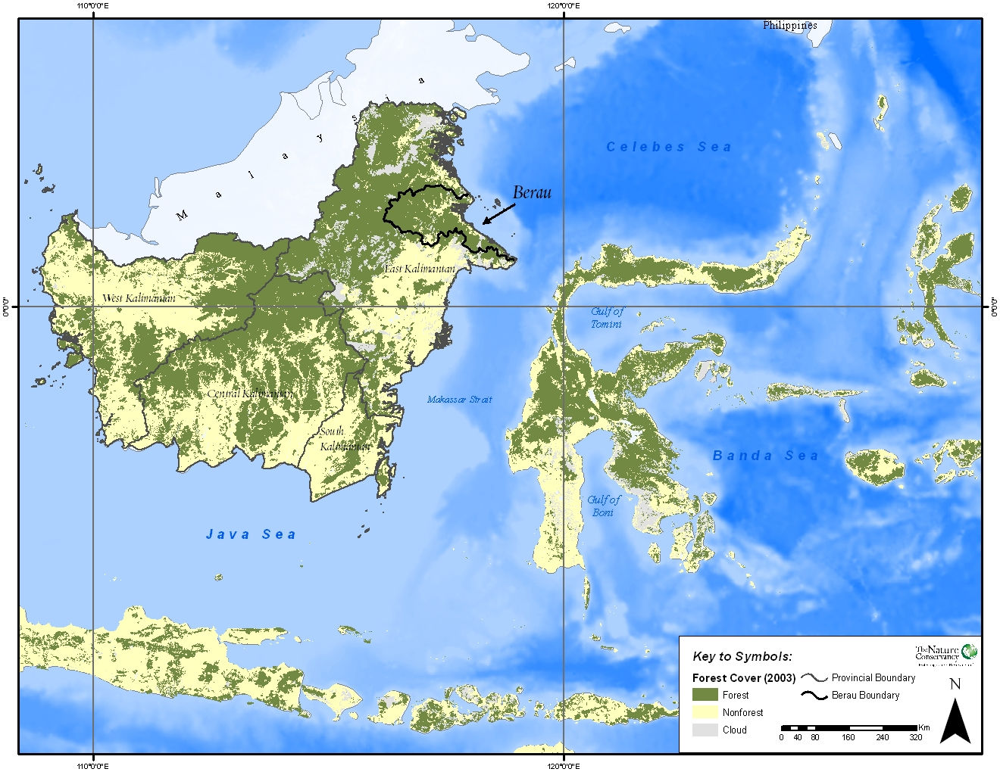 110°0'0"E
120°0'0"E
Philippines
Malaysia
Celebes Sea
Berau
East Kalimantan
West Kalimantan
0°0'0"
0°0'0"
Gulf of
Tomini
Central Kalimantan
Makassar Strait
South
Kalimantan
Banda Sea
Gulf of
Boni
Java Sea
Key to Symbols:
The Nature
Conservancy
Forest Cover (2003)
Provincial Boundary
Forest
Berau Boundary
Nonforest
Cloud
N
Km
0 40 80 160 240 320
110°0'0"E
120°0'0"E